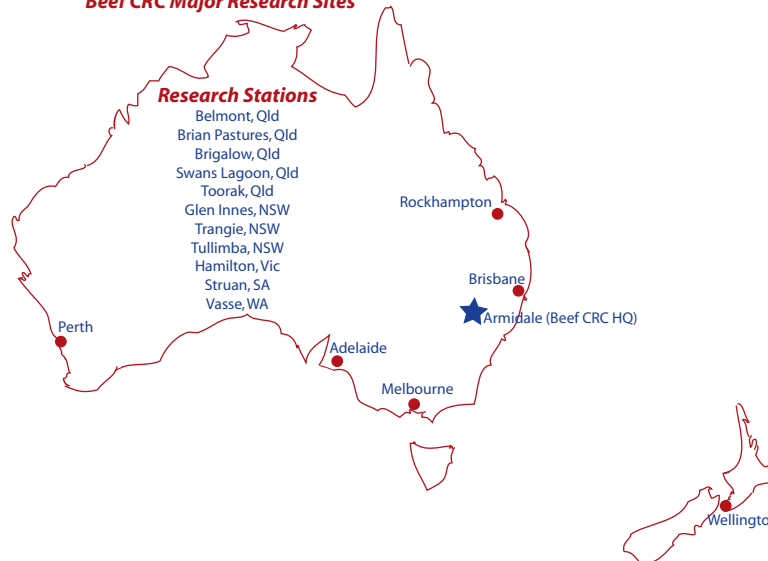 Beef CRC Major Research Sites
Research Stations
Belmont, Qld
Brian Pastures, Qld
Brigalow, Qld
Swans Lagoon, Qld
Toorak, Qld
Glen Innes, NSW
Trangie, NSW
Tullimba, NSW
Hamilton, Vic
Struan, SA
Vasse, WA
Rockhampton
Brisbane
Armidale (Beef CRC HQ)
Perth
Adelaide
Melbourne
Wellingto